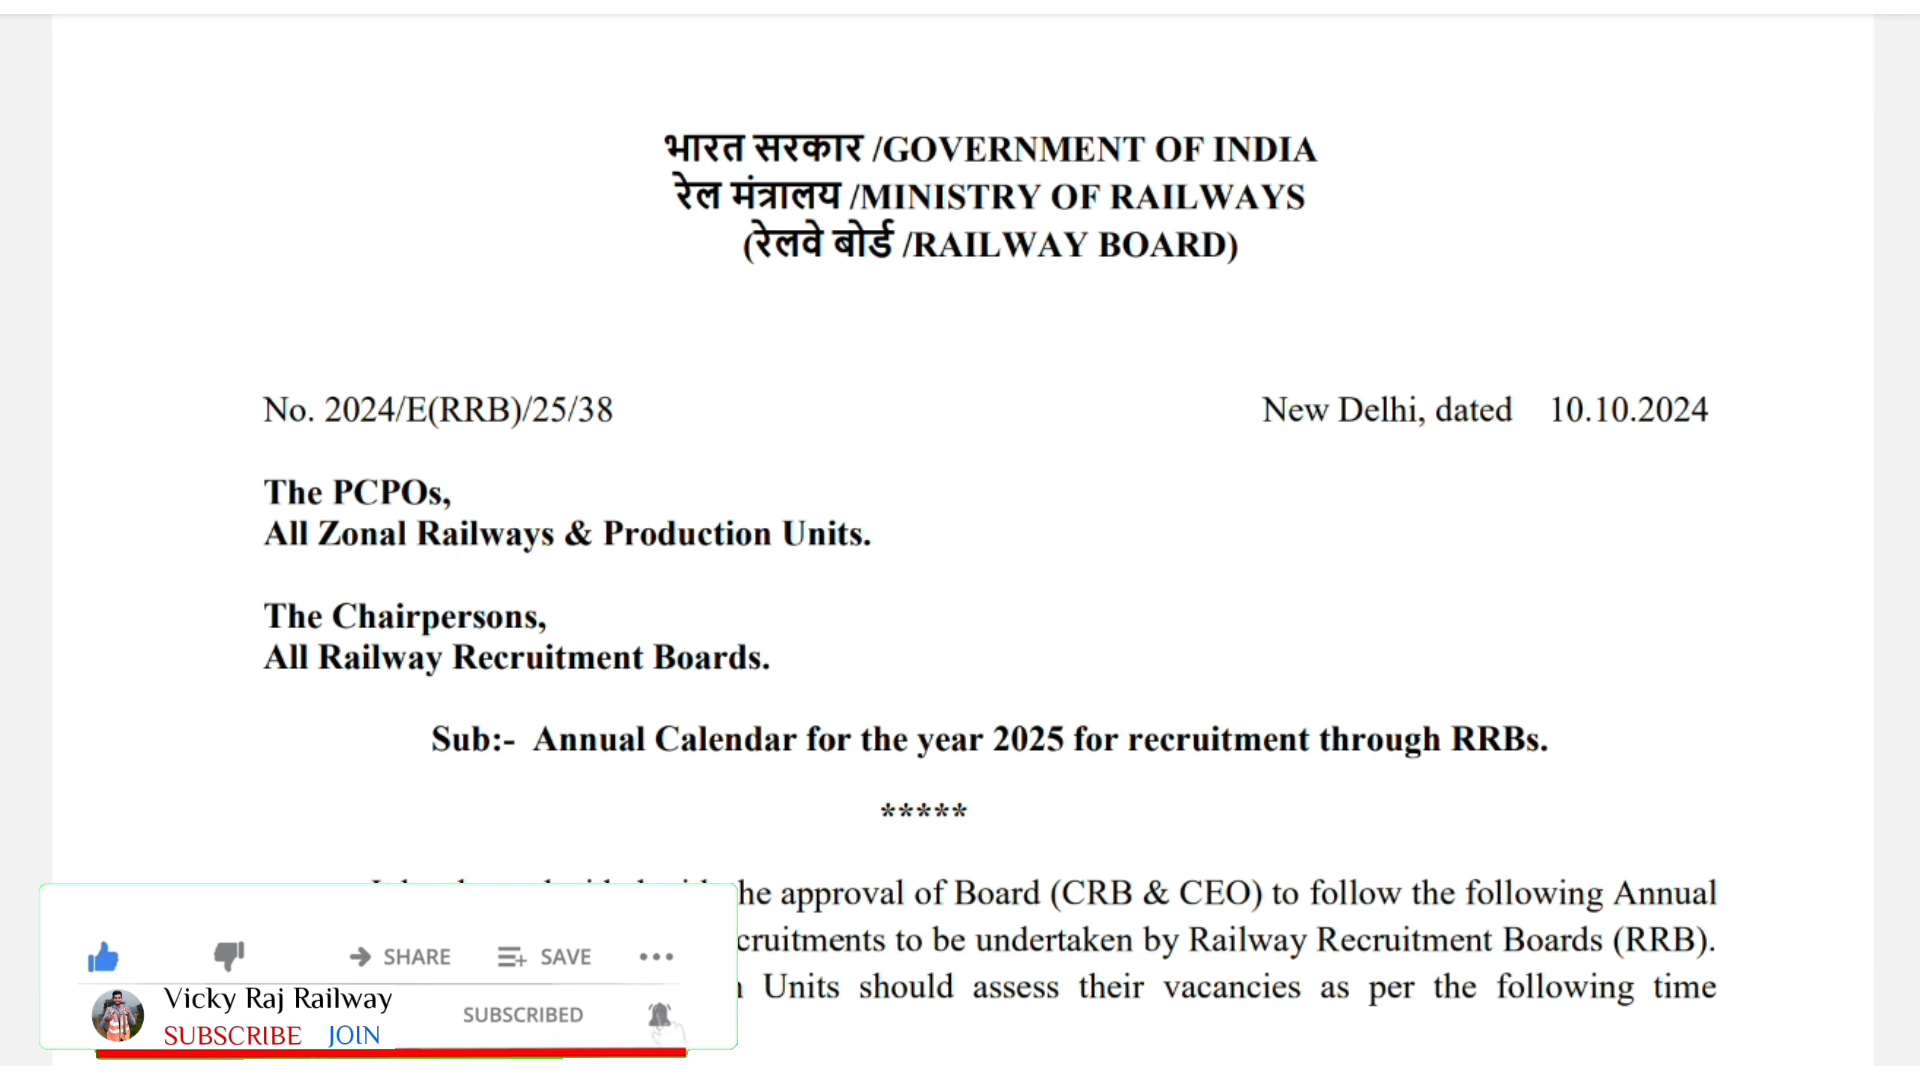 भारत सरकार /GOVERNMENT OF INDIA
रेल मंत्रालय /MINISTRY OF RAILWAYS
(रेलवे बोर्ड /RAILWAY BOARD)
No. 2024/E(RRB)/25/38 New Delhi, dated 10.10.2024
The PCPOs,
All Zonal Railways & Production Units.
The Chairpersons,
All Railway Recruitment Boards.
Sub:- Annual Calendar for the year 2025 for recruitment through RRBs.
*****
approval of Board (CRB & CEO) to follow the following Annual
to be undertaken by Railway Recruitment Boards (RRB).
Units should assess their vacancies as per the following time
SHARE SAVE
Vicky Raj Railway
SUBSCRIBE JOIN
SUBSCRIBED